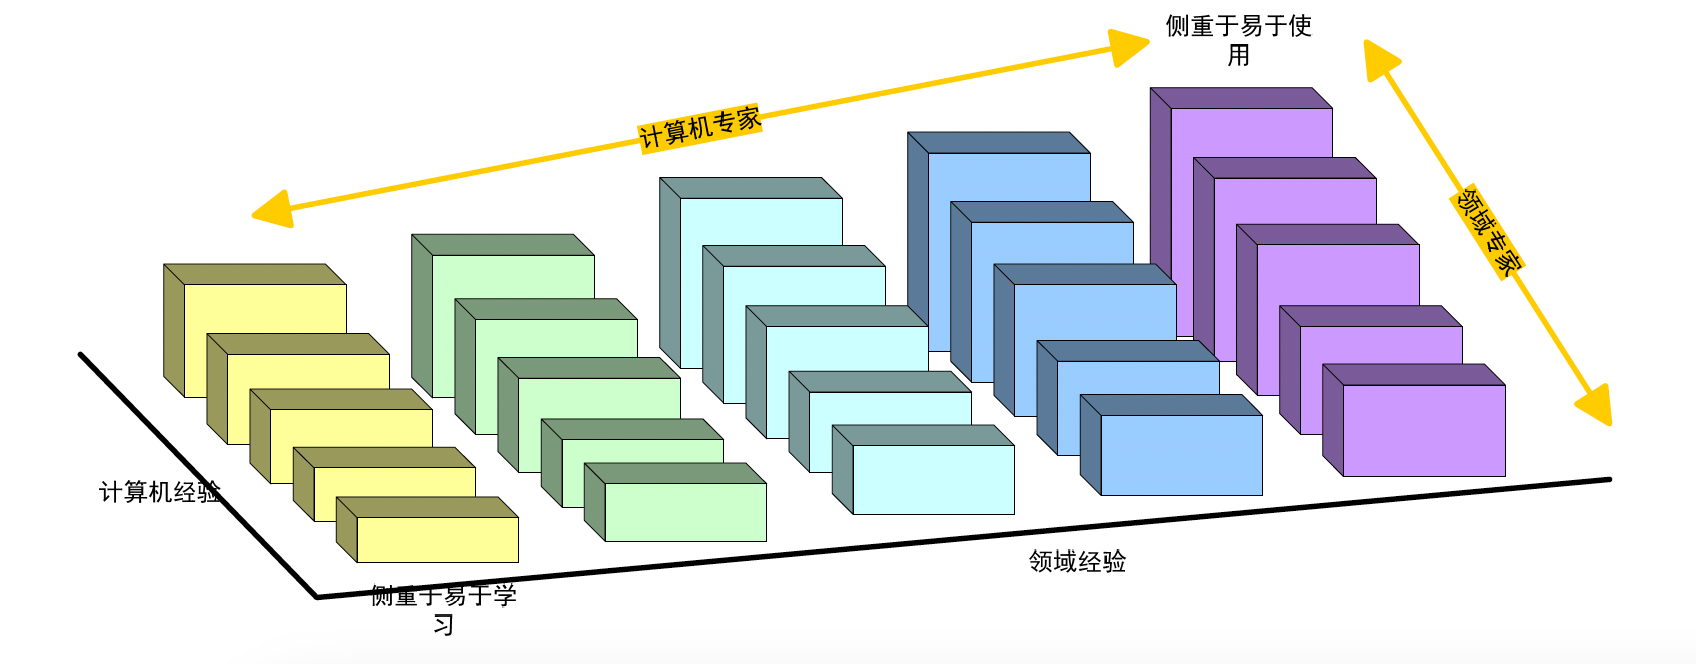 侧重于易于使
用
计算机专家
领域专家
计算机经验
领域经验
侧重于易于学
习